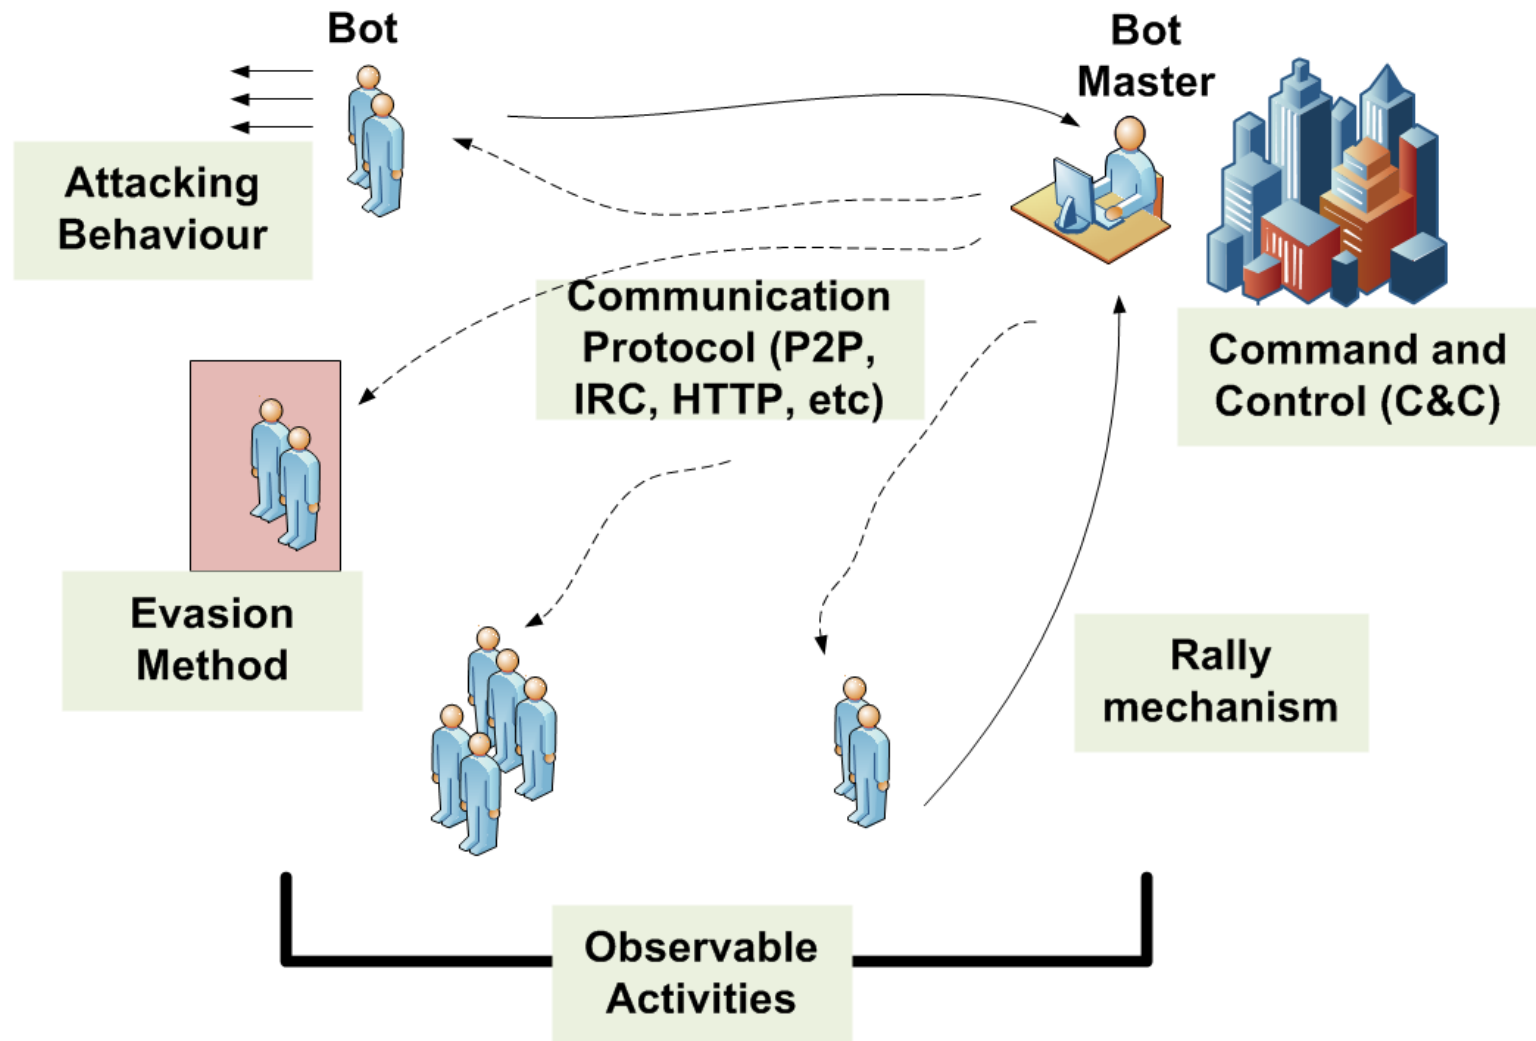 Bot
Bot
Master
Attacking
Behaviour
Communication
Protocol (P2P,
IRC, HTTP, etc)
Command and
Control (C&C)
Evasion
Method
Rally
mechanism
Observable
Activities